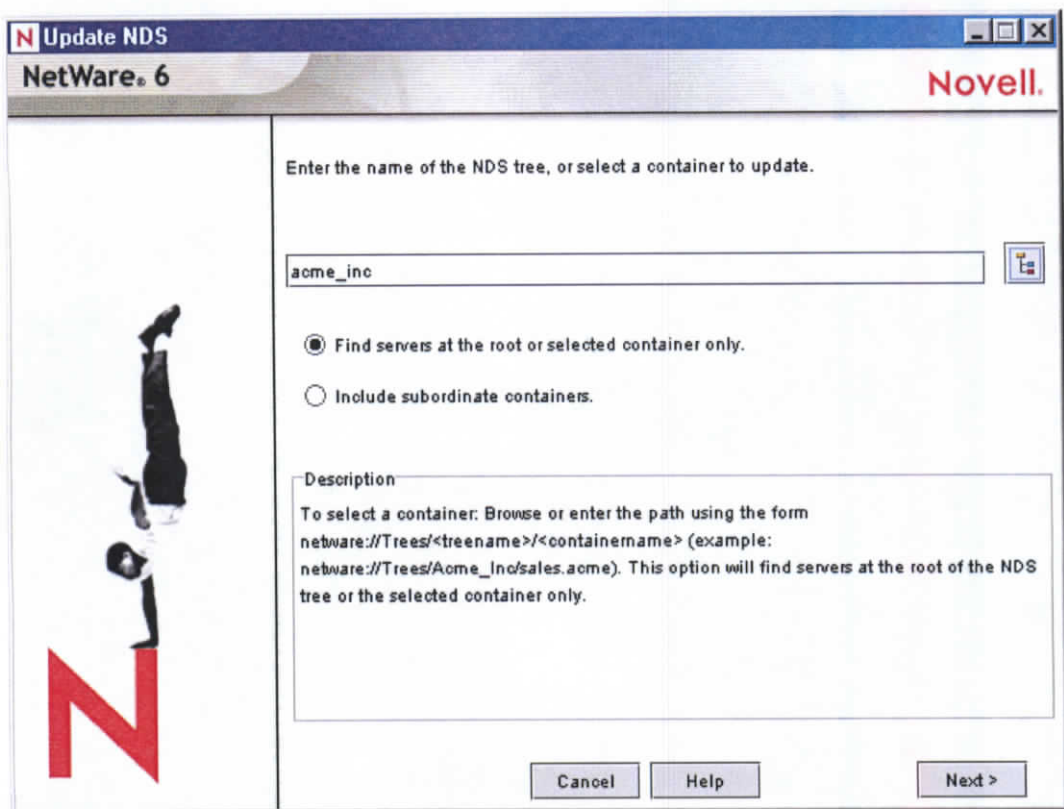 N Update NDS
NetWare® 6
Novell®
Enter the name of the NDS tree, or select a container to update.
acme_inc
Find servers at the root or selected container only.
Include subordinate containers.
Description
To select a container: Browse or enter the path using the form
netware://Trees/<treename>/<containername> (example:
netware://Trees/Acme_Inc/sales.acme). This option will find servers at the root of the NDS
tree or the selected container only.
N
Cancel Help Next >